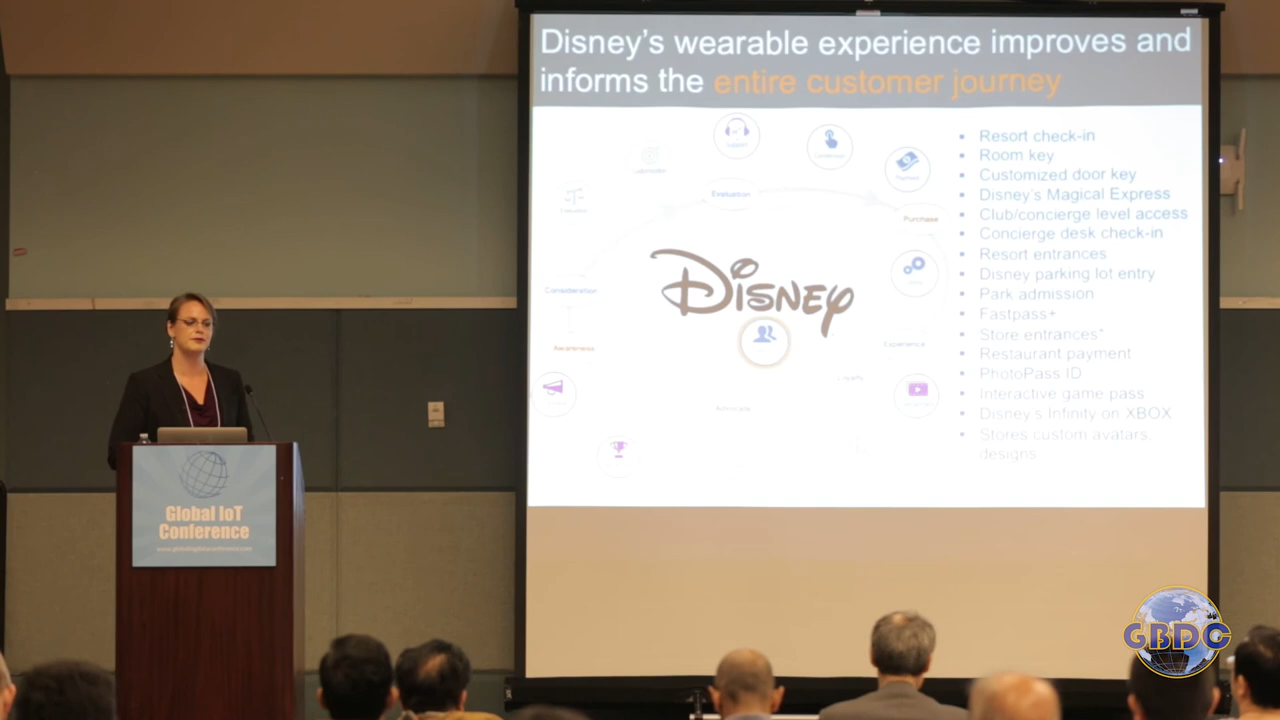 Disney's wearable experience improves and
informs the entire customer journey
Support
Evaluation
Purchase
Consideration
Awareness
Experience
Advocate
DISNEY
Resort check-in
Room key
Customized door key
Disney's Magical Express
Club/concierge level access
Concierge desk check-in
Resort entrances
Disney parking lot entry
Park admission
Fastpass+
Store entrances*
Restaurant payment
PhotoPass ID
Interactive game pass
Disney's Infinity on XBOX
Stores custom avatars,
designs
Global IoT
Conference
GBDC